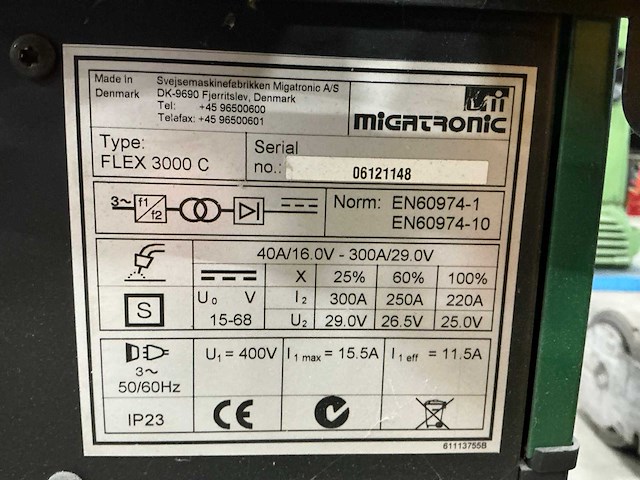 Made In
Denmark
Svejsemaskinefabrikken Migatronic A/S
DK-9690 Fjerritslev, Denmark
Tel: +45 96500600
Telefax: +45 96500601
MIGATRONIC
Type:
FLEX 3000 C
Serial
no.: 06121148
3~ f1 f2
Norm: EN60974-1
EN60974-10
40A/16.0V - 300A/29.0V
X 25% 60% 100%
S
U₀ V
15-68
I₂ 300A 250A 220A
U₂ 29.0V 26.5V 25.0V
3~
50/60Hz
U₁ = 400V
I₁ max = 15.5A
I₁ eff = 11.5A
IP23
CE
61113755B